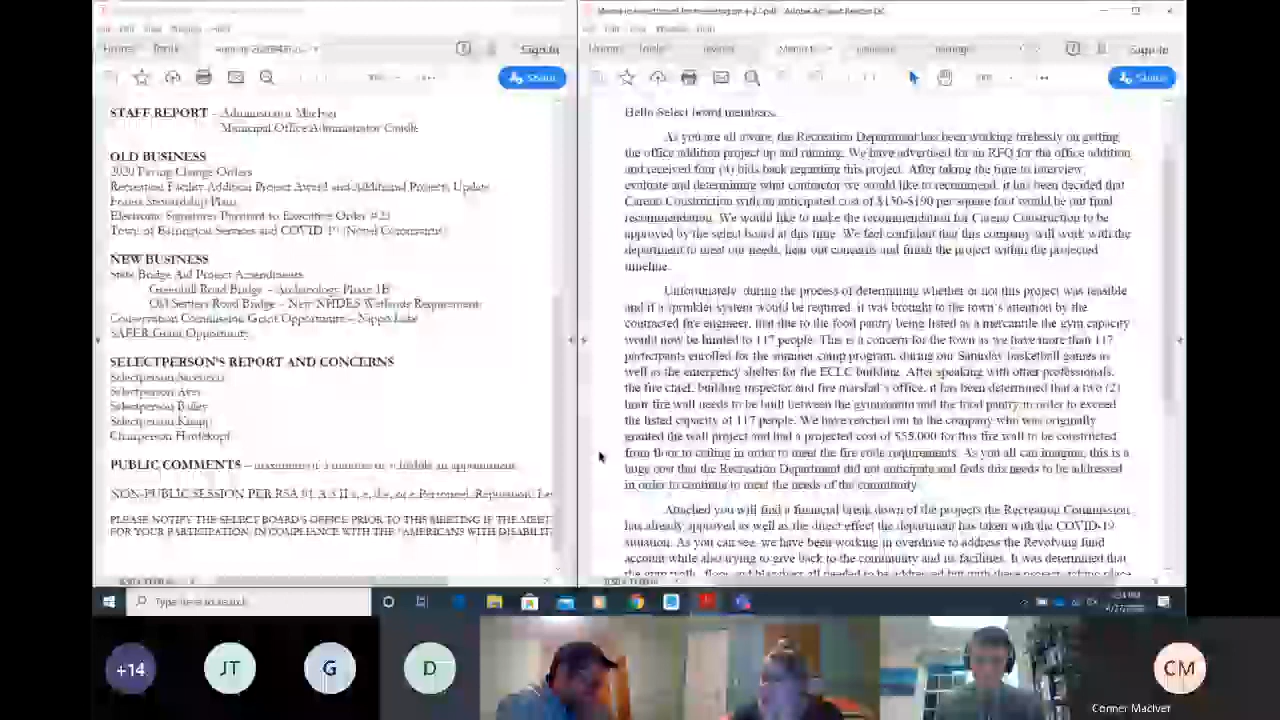 Sign In
Share
STAFF REPORT – Administrator MacIver
Municipal Office Administrator
OLD BUSINESS
2020 Paving Change Orders
Recreation Facility Addition Project Award and Additional Projects Update
Forest Stewardship Plan
Electronic Signatures Pursuant to Executive Order #23
Town of Barrington Services and COVID-19 (Novel Coronavirus)
NEW BUSINESS
State Bridge Aid Project Amendments
Greenhill Road Bridge – Archaeology Phase 1B
Old Settlers Road Bridge – New NHDES Wetlands Requirement
Conservation Commission Grant Opportunity – Nippo Lake
SAFER Grant Opportunity
SELECTPERSON'S REPORT AND CONCERNS
Selectperson
Selectperson Ayer
Selectperson Bailey
Selectperson Knapp
Chairperson Hardekopf
PUBLIC COMMENTS – maximum of 3 minutes or schedule an appointment
NON-PUBLIC SESSION PER RSA 91-A:3 II Personnel, Reputation,
PLEASE NOTIFY THE SELECT BOARD'S OFFICE PRIOR TO THIS MEETING IF THE MEET
FOR YOUR PARTICIPATION. IN COMPLIANCE WITH THE "AMERICANS WITH DISABILIT
Adobe Acrobat Reader DC
Sign In
Share
Hello Select board members,
As you are all aware, the Recreation Department has been working tirelessly on getting
the office addition project up and running. We have advertised for an RFQ for the office addition
and received four (4) bids back regarding this project. After taking the time to interview,
evaluate and determining what contractor we would like to recommend, it has been decided that
Careno Construction with an anticipated cost of $150-$190 per square foot would be our final
recommendation. We would like to make the recommendation for Careno Construction to be
approved by the select board at this time. We feel confident that this company will work with the
department to meet our needs, hear our concerns and finish the project within the projected
timeline.
Unfortunately, during the process of determining whether or not this project was feasible
and if a sprinkler system would be required, it was brought to the town's attention by the
contracted fire engineer, that due to the food pantry being listed as a mercantile the gym capacity
would now be limited to 117 people. This is a concern for the town as we have more than 117
participants enrolled for the summer camp program, during our Saturday basketball games as
well as the emergency shelter for the ECLC building. After speaking with other professionals,
the fire chief, building inspector and fire marshal's office, it has been determined that a two (2)
hour fire wall needs to be built between the gymnasium and the food pantry in order to exceed
the listed capacity of 117 people. We have reached out to the company who was originally
granted the wall project and had a projected cost of $55,000 for this fire wall to be constricted
from floor to ceiling in order to meet the fire code requirements. As you all can imagine, this is a
huge cost that the Recreation Department did not anticipate and feels this needs to be addressed
in order to continue to meet the needs of the community.
Attached you will find a financial break down of the projects the Recreation Commission
has already approved as well as the direct effect the department has taken with the COVID-19
situation. As you can see, we have been working in overdrive to address the Revolving fund
account while also trying to give back to the community and its facilities. It was determined that
Type here to search
+14
JT
G
D
CM
Conner MacIver